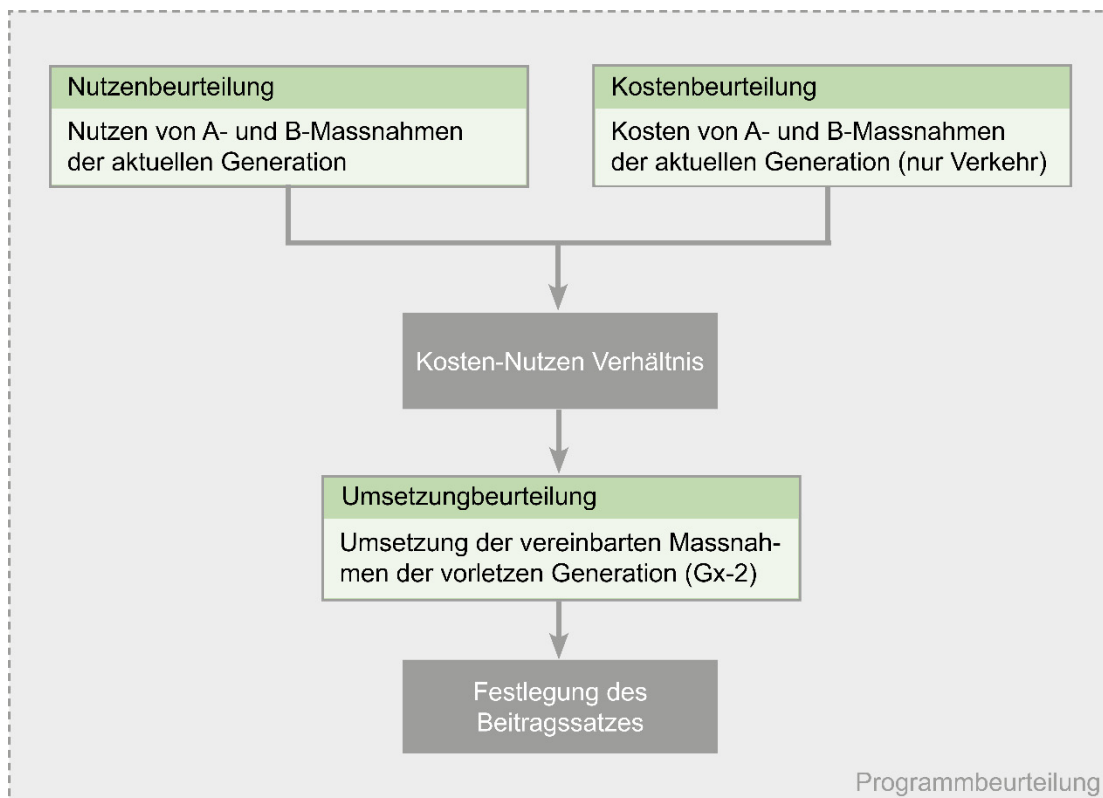 Nutzenbeurteilung
Nutzen von A- und B-Massnahmen
der aktuellen Generation
Kostenbeurteilung
Kosten von A- und B-Massnahmen
der aktuellen Generation (nur Verkehr)
Kosten-Nutzen Verhältnis
Umsetzungbeurteilung
Umsetzung der vereinbarten Massnah-
men der vorletzen Generation (Gx-2)
Festlegung des
Beitragssatzes
Programmbeurteilung